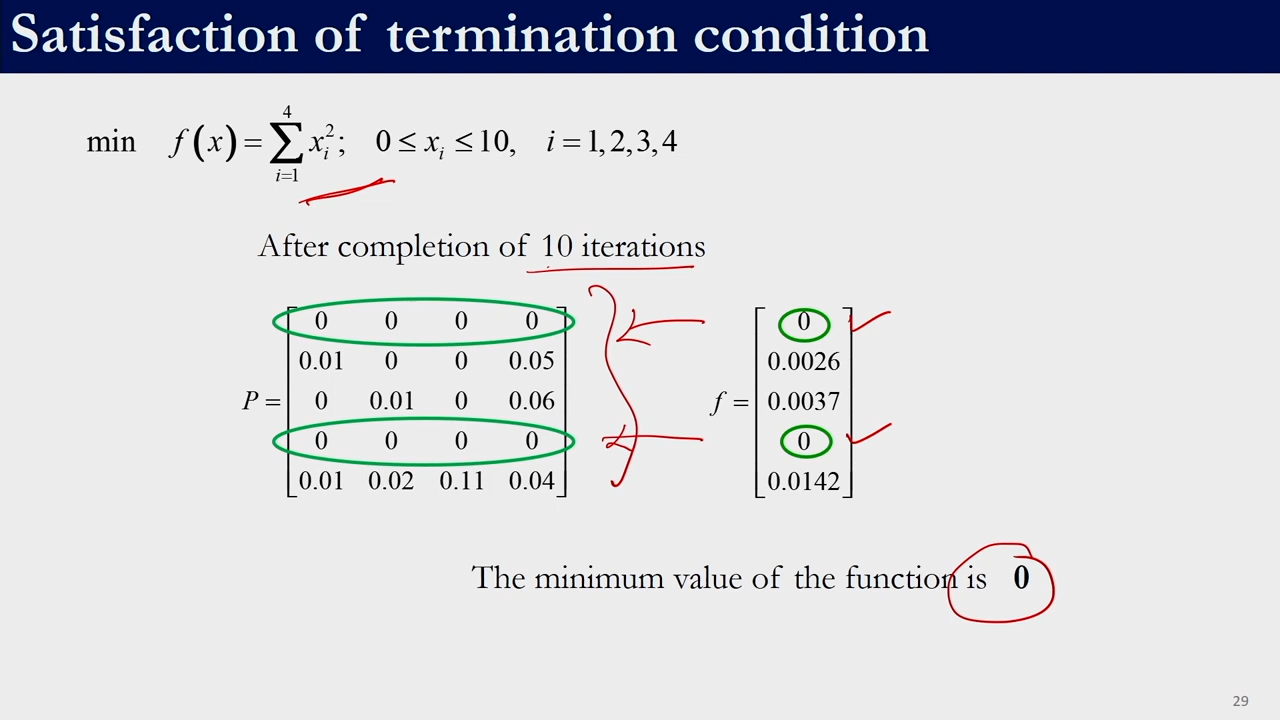 Satisfaction of termination condition
min f(x) = ∑_{i=1}^{4} x_i^2; 0 ≤ x_i ≤ 10, i = 1, 2, 3, 4
After completion of 10 iterations
P = [0 0 0 0
0.01 0 0 0.05
0 0.01 0 0.06
0 0 0 0
0.01 0.02 0.11 0.04]
f = [0
0.0026
0.0037
0
0.0142]
The minimum value of the function is 0
29